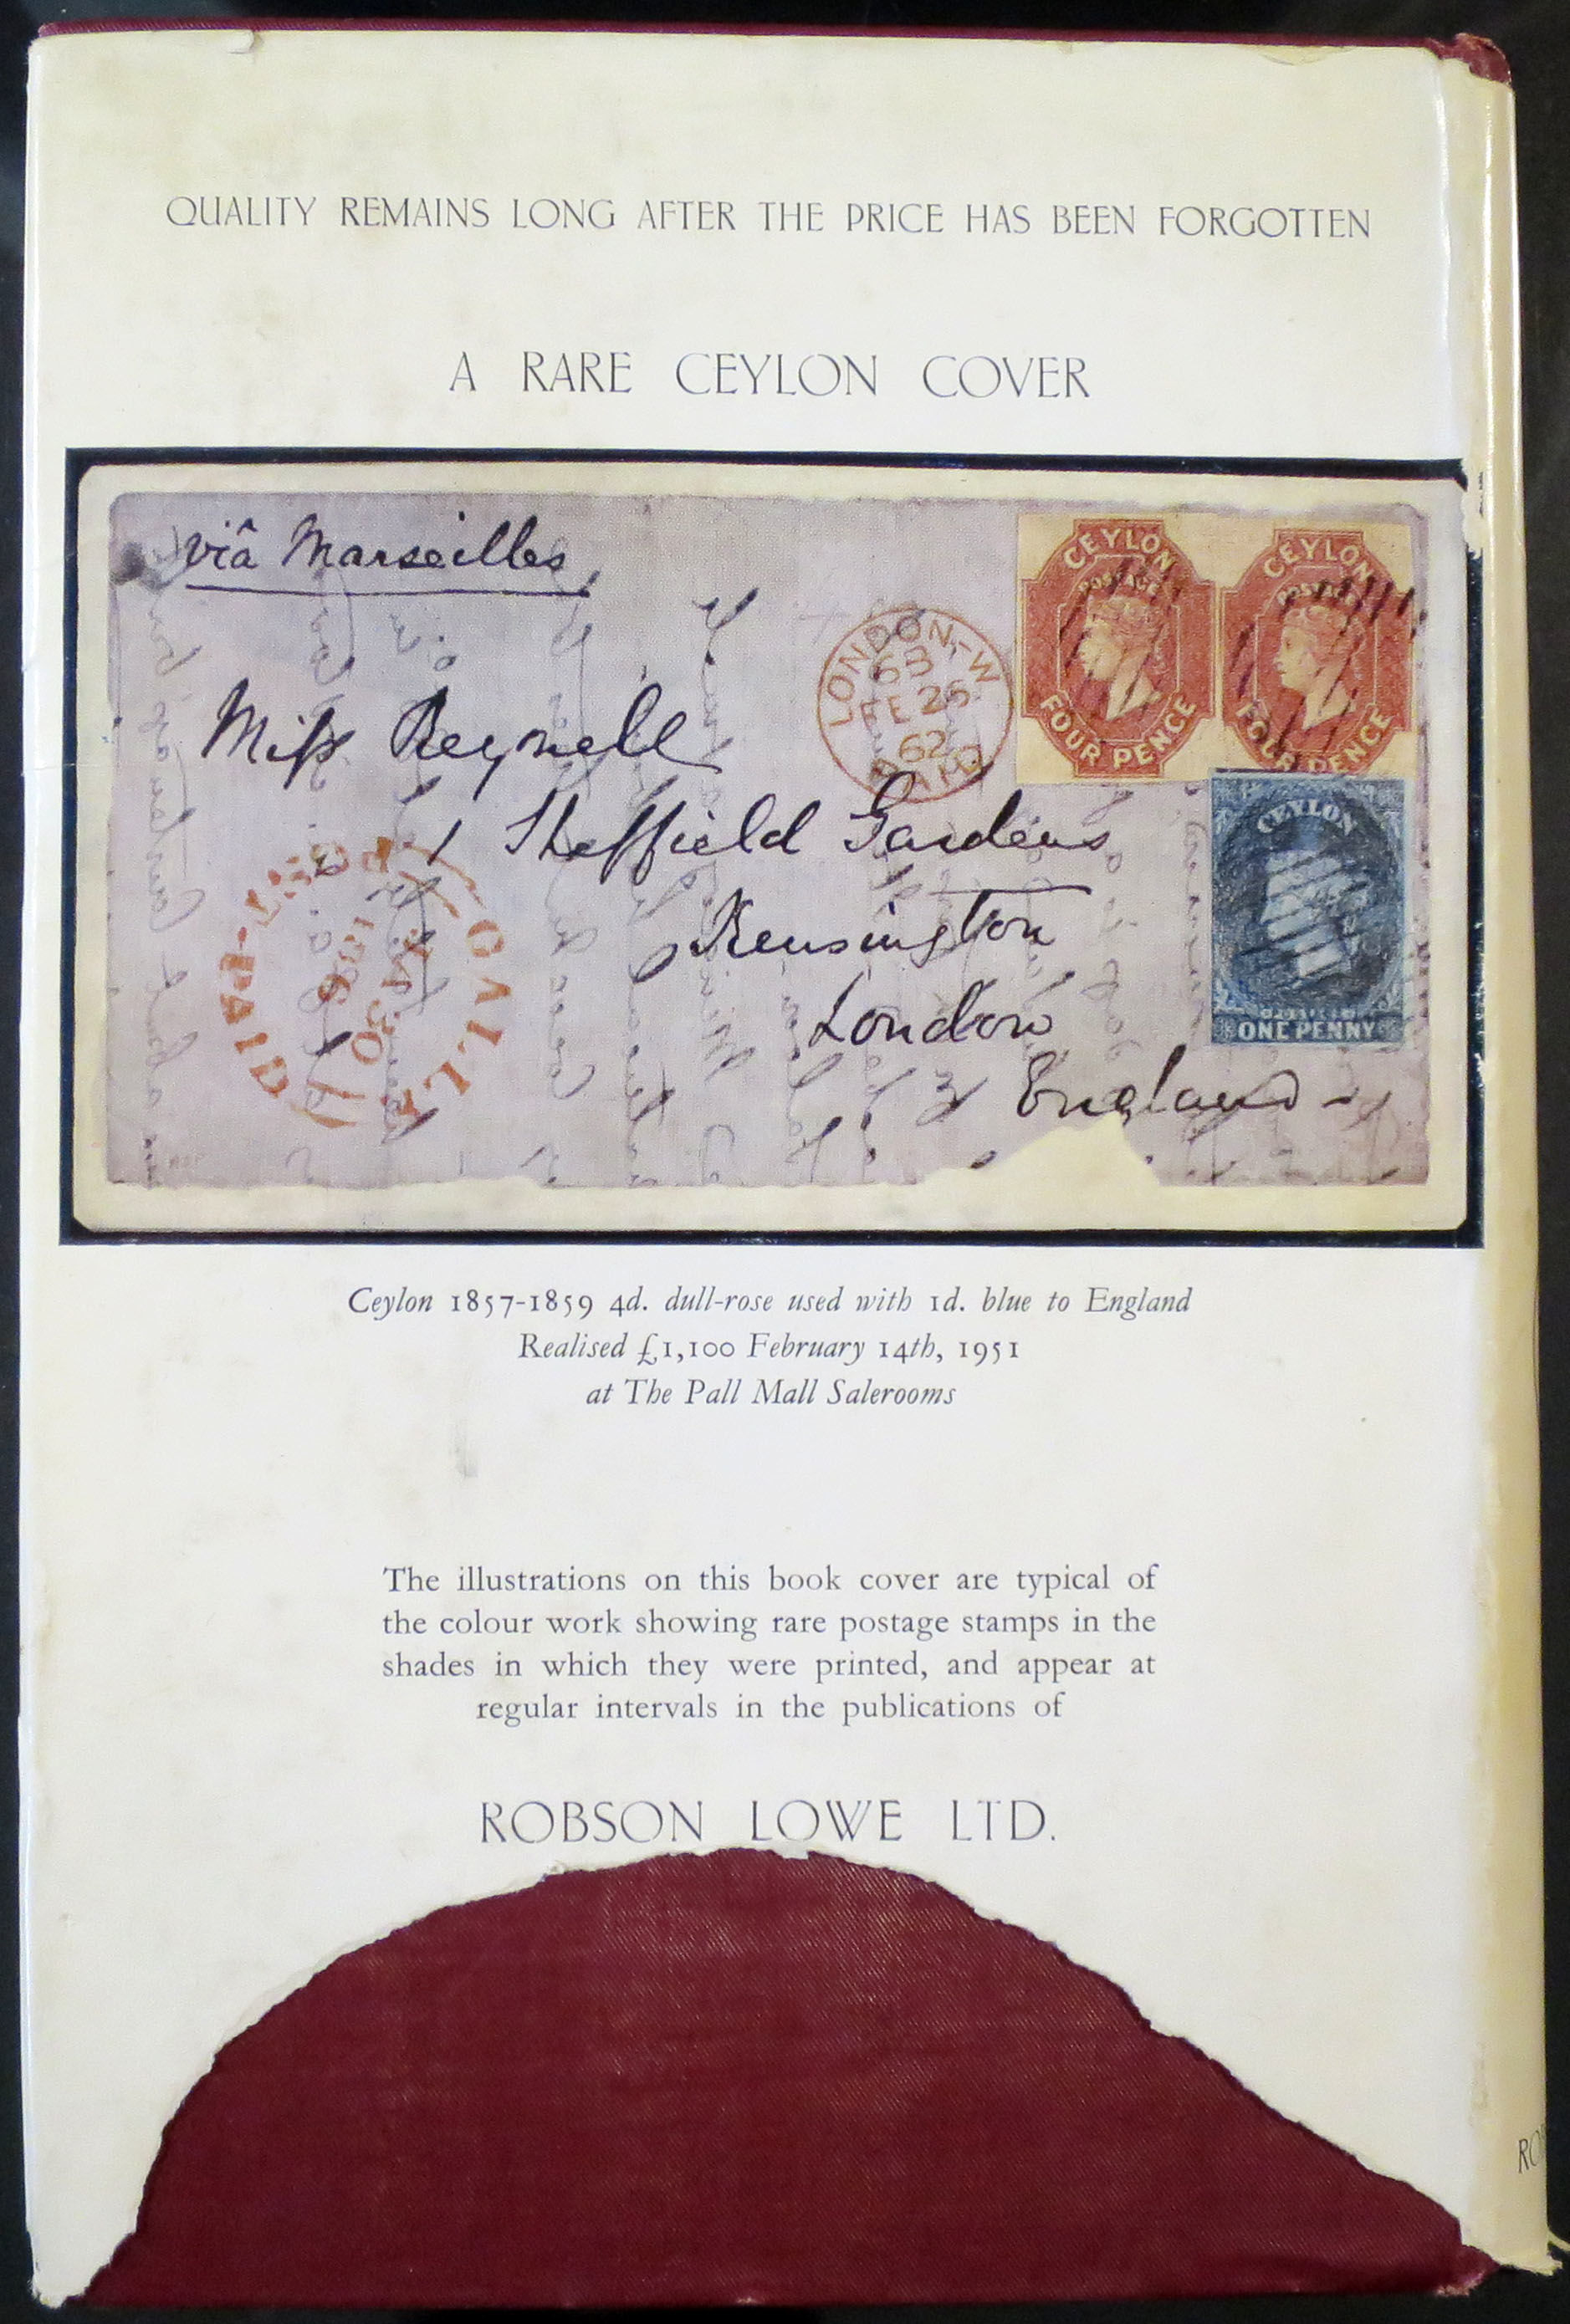 QUALITY REMAINS LONG AFTER THE PRICE HAS BEEN FORGOTTEN
A RARE CEYLON COVER
viâ Marseilles
CEYLON
POSTAGE
FOUR PENCE
CEYLON
POSTAGE
FOUR PENCE
LONDON-W
FE 26
62
Miss Reynell
1 Sheffield Gardens
Kensington
London
England
GALLE
PAID
CEYLON
ONE PENNY
Ceylon 1857-1859 4d. dull-rose used with 1d. blue to England
Realised £1,100 February 14th, 1951
at The Pall Mall Salerooms
The illustrations on this book cover are typical of
the colour work showing rare postage stamps in the
shades in which they were printed, and appear at
regular intervals in the publications of
ROBSON LOWE LTD.